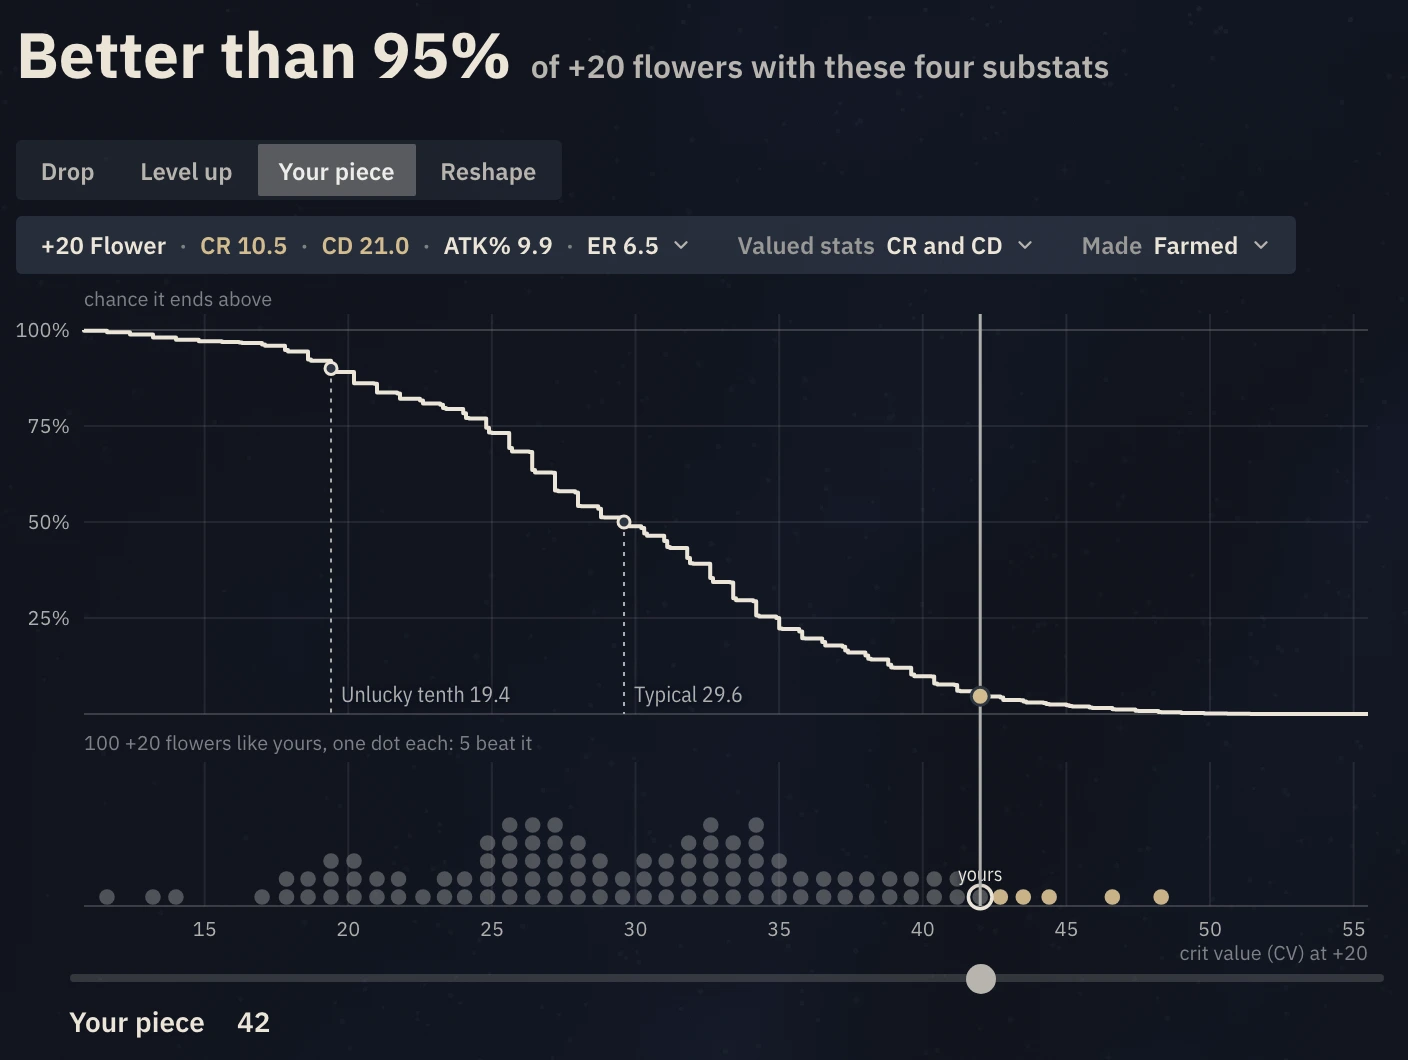 Better than 95% of +20 flowers with these four substats
Drop Level up Your piece Reshape
+20 Flower · CR 10.5 · CD 21.0 · ATK% 9.9 · ER 6.5 Valued stats CR and CD Made Farmed
chance it ends above
100%
75%
50%
25%
Unlucky tenth 19.4 Typical 29.6
100 +20 flowers like yours, one dot each: 5 beat it
yours
15 20 25 30 35 40 45 50 55
crit value (CV) at +20
Your piece 42